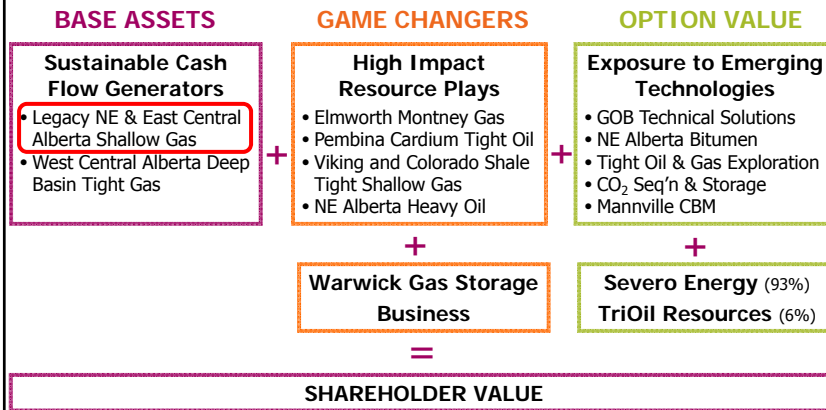 BASE ASSETS
Sustainable Cash
Flow Generators
• Legacy NE & East Central
Alberta Shallow Gas
• West Central Alberta Deep
Basin Tight Gas
+
GAME CHANGERS
High Impact
Resource Plays
• Elmworth Montney Gas
• Pembina Cardium Tight Oil
• Viking and Colorado Shale
Tight Shallow Gas
• NE Alberta Heavy Oil
+
OPTION VALUE
Exposure to Emerging
Technologies
• GOB Technical Solutions
• NE Alberta Bitumen
• Tight Oil & Gas Exploration
• CO₂ Seq'n & Storage
• Mannville CBM
+
Warwick Gas Storage
Business
+
Severo Energy (93%)
TriOil Resources (6%)
=
SHAREHOLDER VALUE